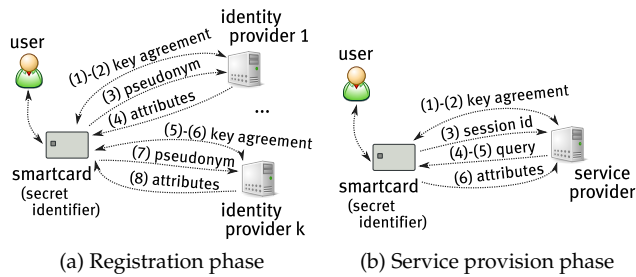 user
identity
provider 1
(1)-(2) key agreement
(3) pseudonym
(4) attributes
...
(5)-(6) key agreement
(7) pseudonym
(8) attributes
smartcard
(secret
identifier)
identity
provider k
(a) Registration phase
user
(1)-(2) key agreement
(3) session id
(4)-(5) query
(6) attributes
smartcard
(secret
identifier)
service
provider
(b) Service provision phase